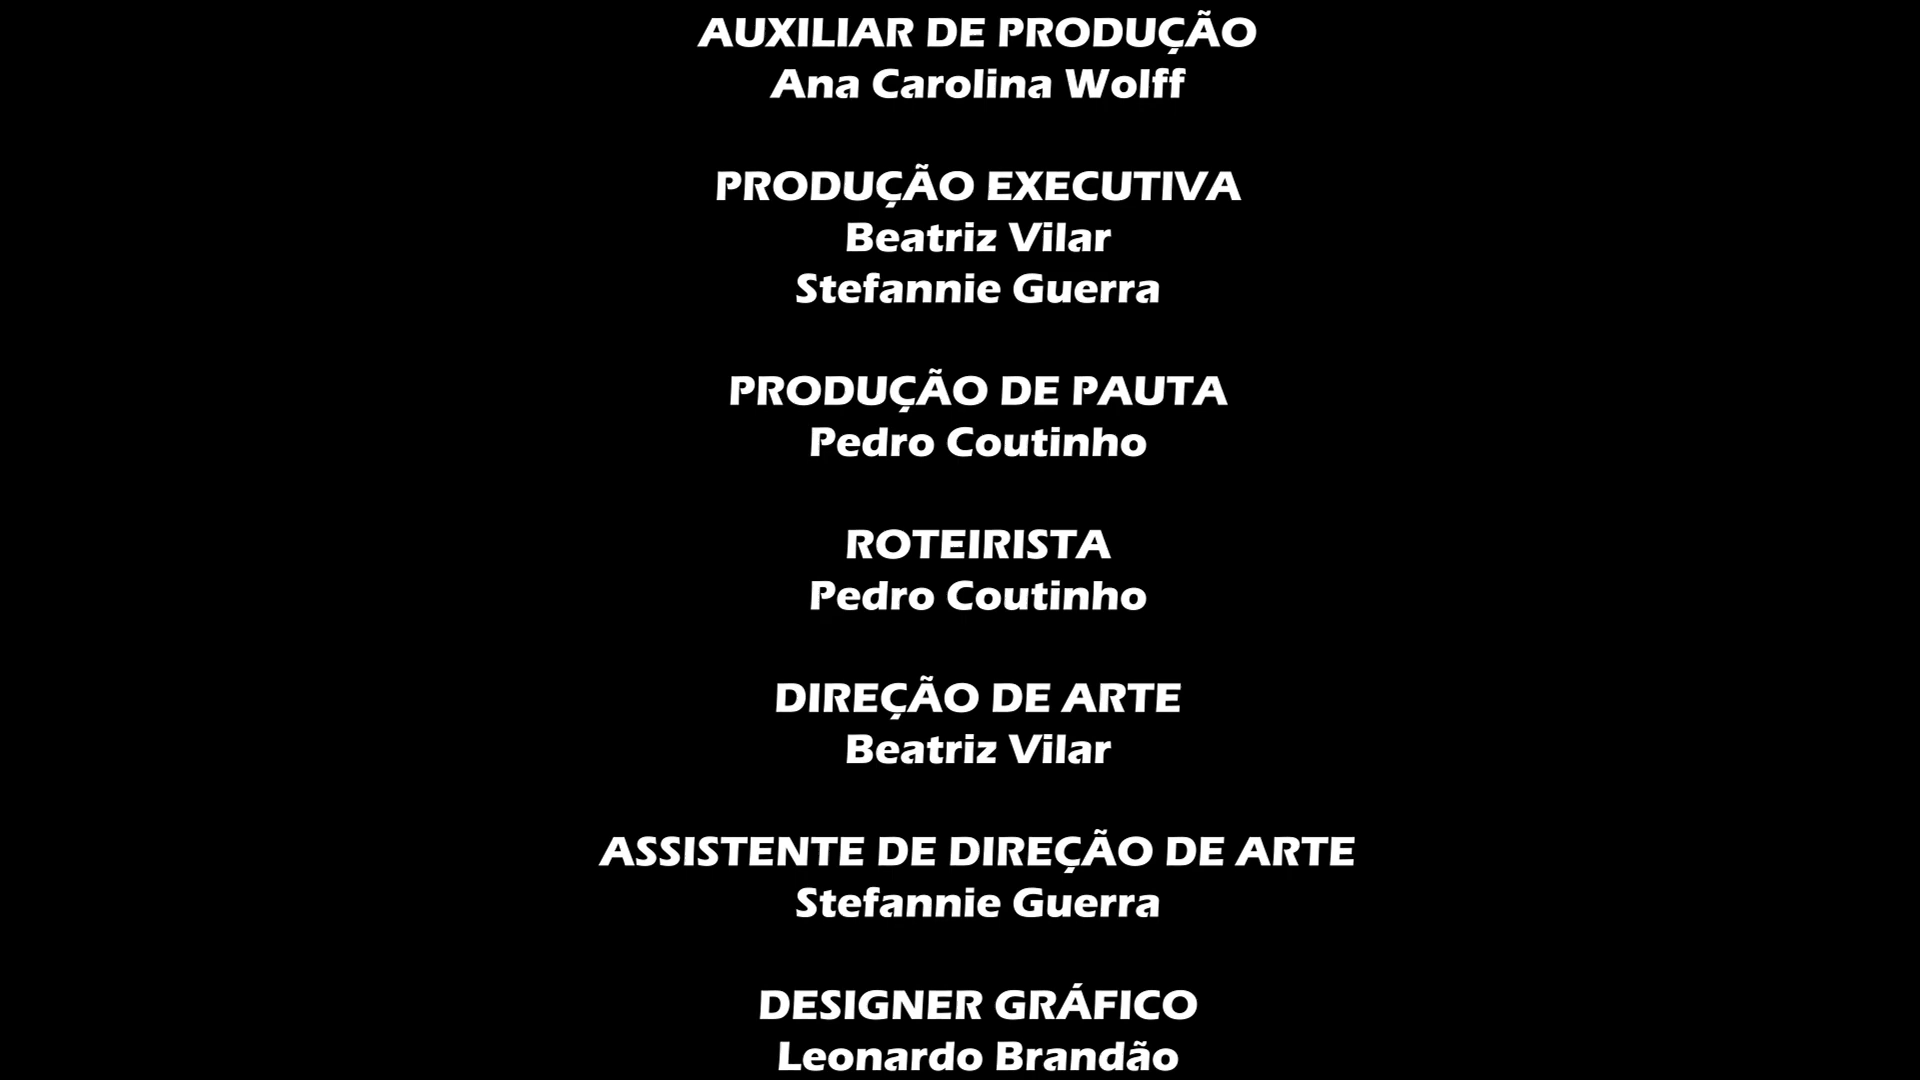 AUXILIAR DE PRODUÇÃO
Ana Carolina Wolff
PRODUÇÃO EXECUTIVA
Beatriz Vilar
Stefannie Guerra
PRODUÇÃO DE PAUTA
Pedro Coutinho
ROTEIRISTA
Pedro Coutinho
DIREÇÃO DE ARTE
Beatriz Vilar
ASSISTENTE DE DIREÇÃO DE ARTE
Stefannie Guerra
DESIGNER GRÁFICO
Leonardo Brandão